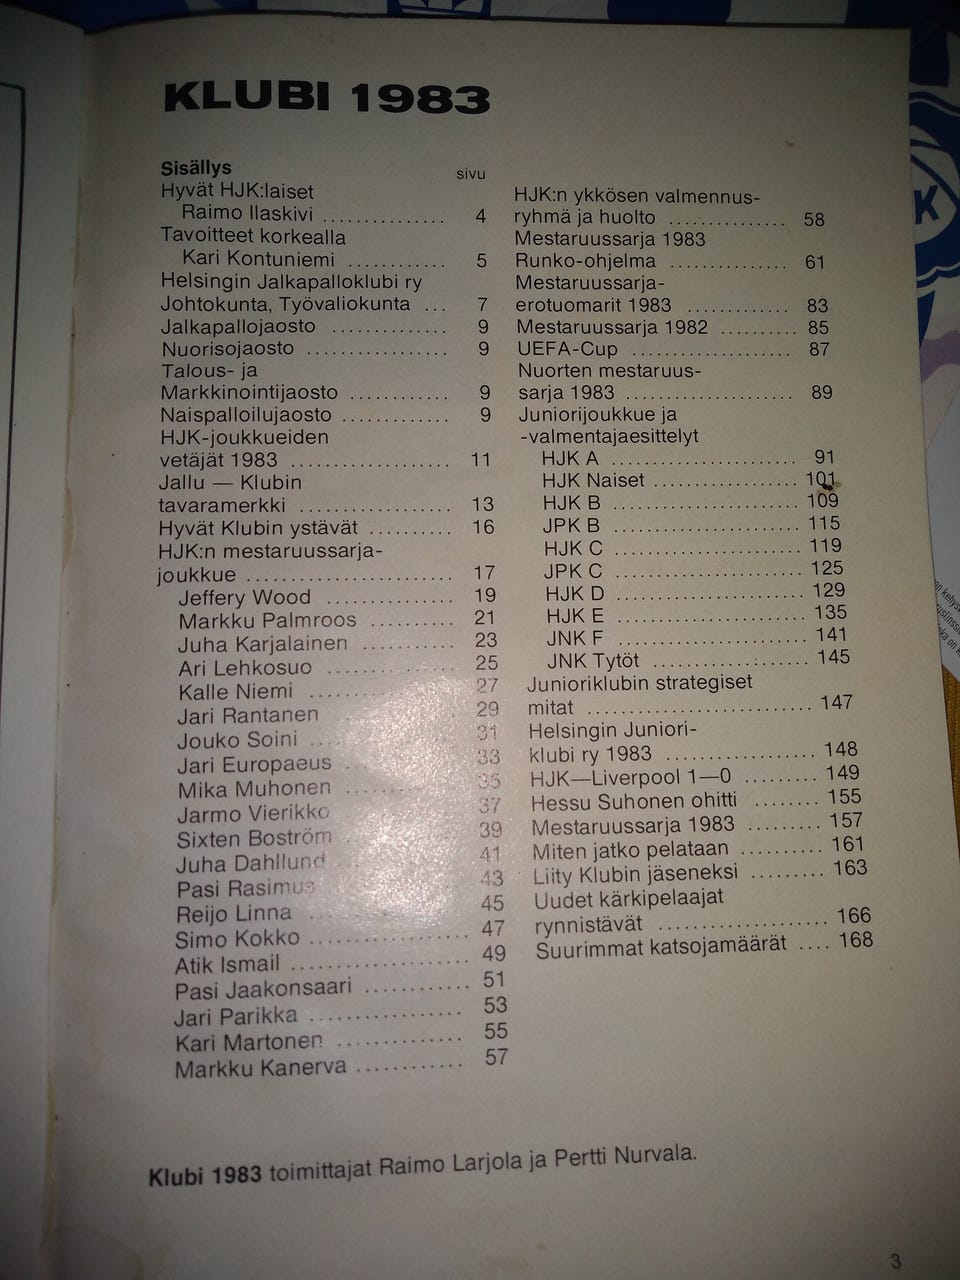 KLUBI 1983
Sisällys sivu
Hyvät HJK:laiset
Raimo Ilaskivi ............... 4
Tavoitteet korkealla
Kari Kontuniemi ............ 5
Helsingin Jalkapalloklubi ry
Johtokunta, Työvaliokunta ... 7
Jalkapallojaosto .............. 9
Nuorisojaosto ................. 9
Talous- ja
Markkinointijaosto ............ 9
Naispalloilujaosto ............. 9
HJK-joukkueiden
vetäjät 1983 ................... 11
Jallu — Klubin
tavaramerkki .................. 13
Hyvät Klubin ystävät .......... 16
HJK:n mestaruussarja-
joukkue ......................... 17
Jeffery Wood ............... 19
Markku Palmroos .......... 21
Juha Karjalainen ........... 23
Ari Lehkosuo ............... 25
Kalle Niemi ................. 27
Jari Rantanen .............. 29
Jouko Soini ................. 31
Jari Europaeus ............. 33
Mika Muhonen ............. 35
Jarmo Vierikko ............. 37
Sixten Boström ............. 39
Juha Dahllund .............. 41
Pasi Rasimus ............... 43
Reijo Linna ................. 45
Simo Kokko ................. 47
Atik Ismail ................... 49
Pasi Jaakonsaari ............ 51
Jari Parikka ................. 53
Kari Martonen .............. 55
Markku Kanerva ............ 57
HJK:n ykkösen valmennus-
ryhmä ja huolto .............. 58
Mestaruussarja 1983
Runko-ohjelma ............... 61
Mestaruussarja-
erotuomarit 1983 ............. 83
Mestaruussarja 1982 .......... 85
UEFA-Cup .................... 87
Nuorten mestaruus-
sarja 1983 ..................... 89
Juniorijoukkue ja
-valmentajaesittelyt
HJK A ....................... 91
HJK Naiset .................. 101
HJK B ....................... 109
JPK B ....................... 115
HJK C ....................... 119
JPK C ....................... 125
HJK D ....................... 129
HJK E ....................... 135
JNK F ....................... 141
JNK Tytöt ................... 145
Junioriklubin strategiset
mitat ........................... 147
Helsingin Juniori-
klubi ry 1983 .................. 148
HJK—Liverpool 1—0 ......... 149
Hessu Suhonen ohitti ........ 155
Mestaruussarja 1983 ......... 157
Miten jatko pelataan .......... 161
Liity Klubin jäseneksi ......... 163
Uudet kärkipelaajat
rynnistävät .................... 166
Suurimmat katsojamäärät .... 168
Klubi 1983 toimittajat Raimo Larjola ja Pertti Nurvala.
3
K